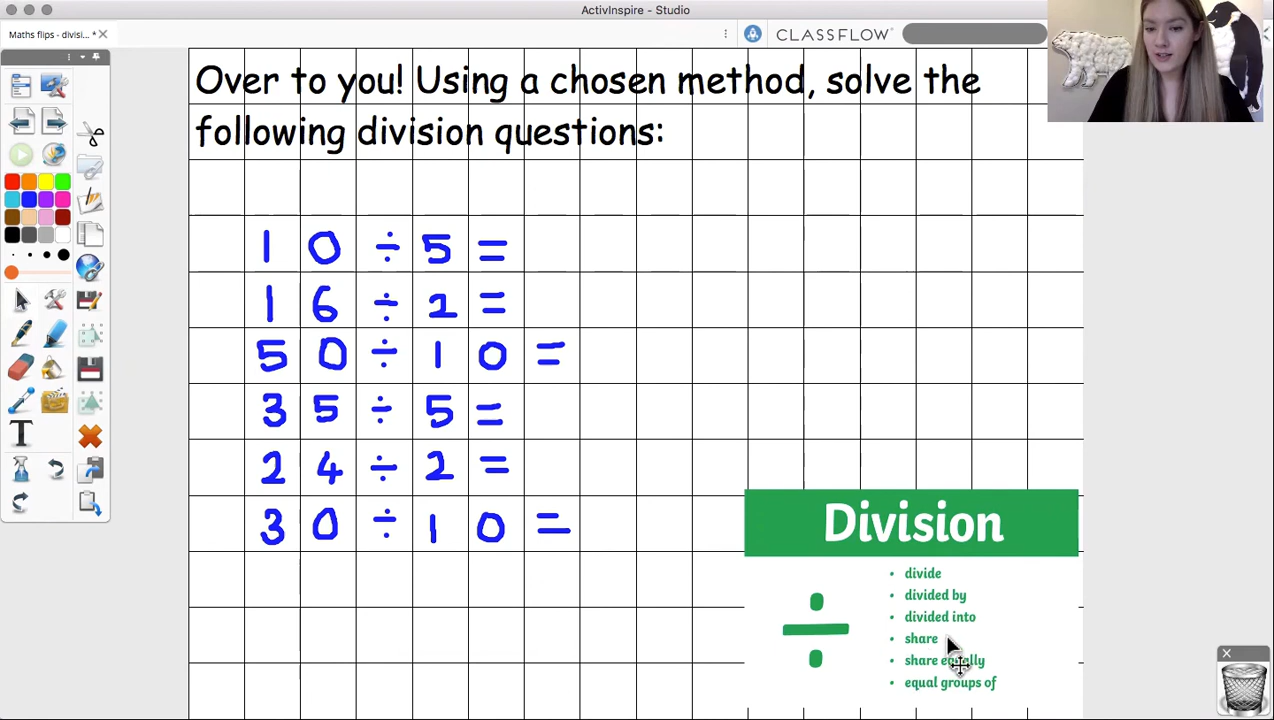 ActivInspire - Studio
Maths flips - divisi... *
CLASSFLOW
Over to you! Using a chosen method, solve the
following division questions:
10 ÷ 5 =
16 ÷ 2 =
50 ÷ 10 =
35 ÷ 5 =
24 ÷ 2 =
30 ÷ 10 =
T
Division
÷
• divide
• divided by
• divided into
• share
• share equally
• equal groups of